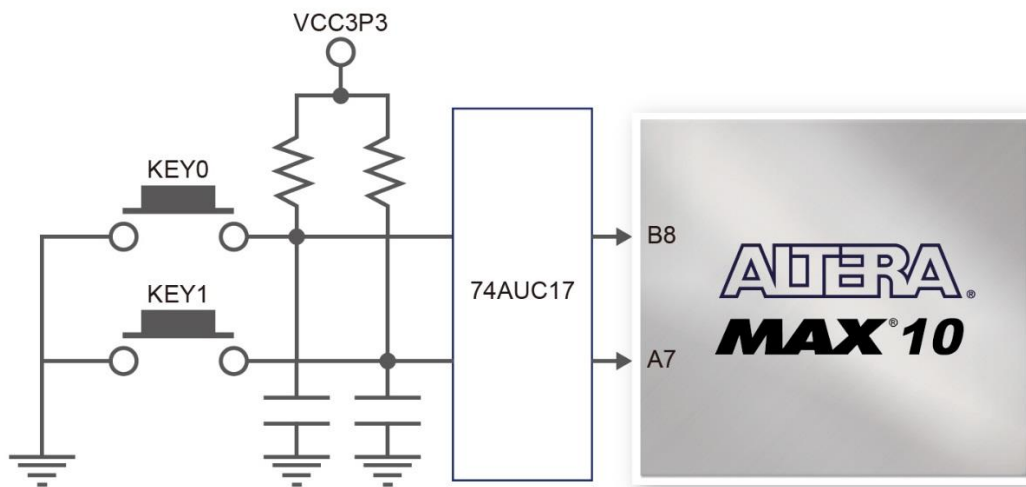 VCC3P3
KEY0
KEY1
74AUC17
B8
A7
ALTERA®
MAX®10